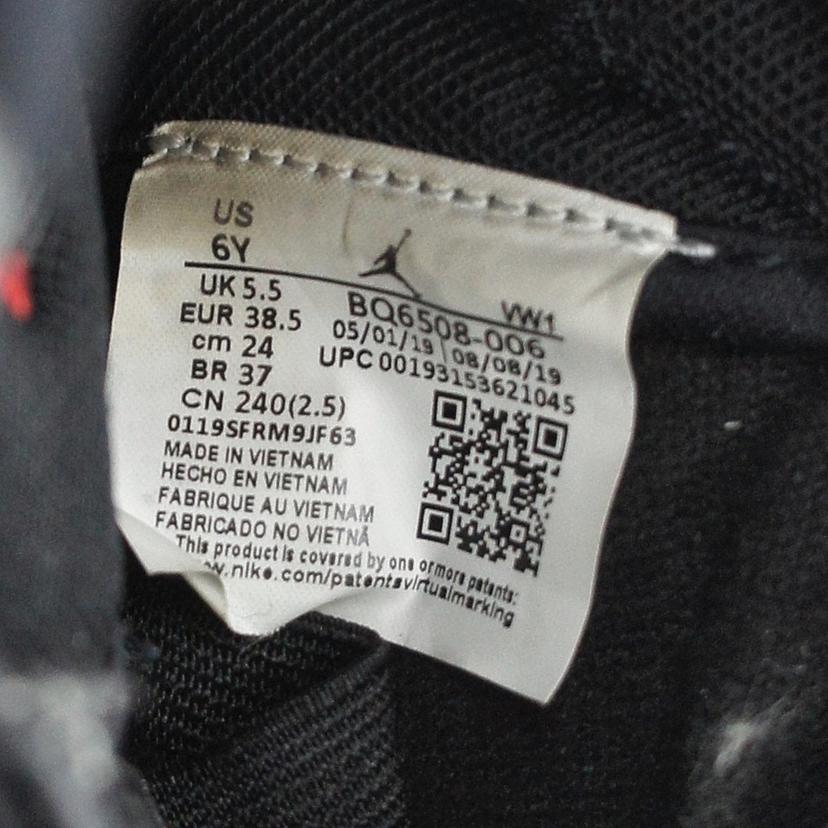 US
6Y
UK 5.5
EUR 38.5
cm 24
BR 37
CN 240(2.5)
0119SFRM9JF63
MADE IN VIETNAM
HECHO EN VIETNAM
FABRIQUE AU VIETNAM
FABRICADO NO VIETNÃ
VW1
BQ6508-006
05/01/19 08/08/19
UPC 00193153621045
This product is covered by one or more patents:
.nike.com/patentsvirtualmarking